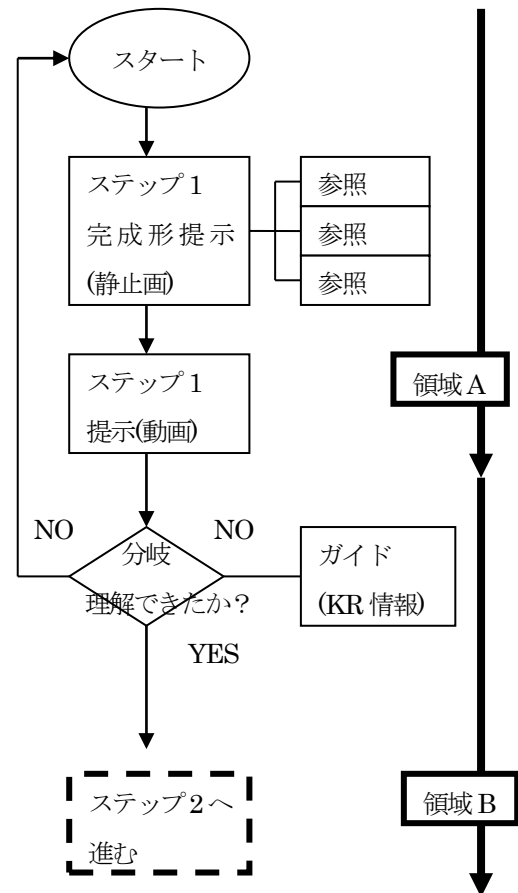 スタート
ステップ１
完成形提示
(静止画)
参照
参照
参照
ステップ１
提示(動画)
領域A
NO
NO
分岐
理解できたか？
ガイド
(KR 情報)
YES
ステップ２へ
進む
領域B